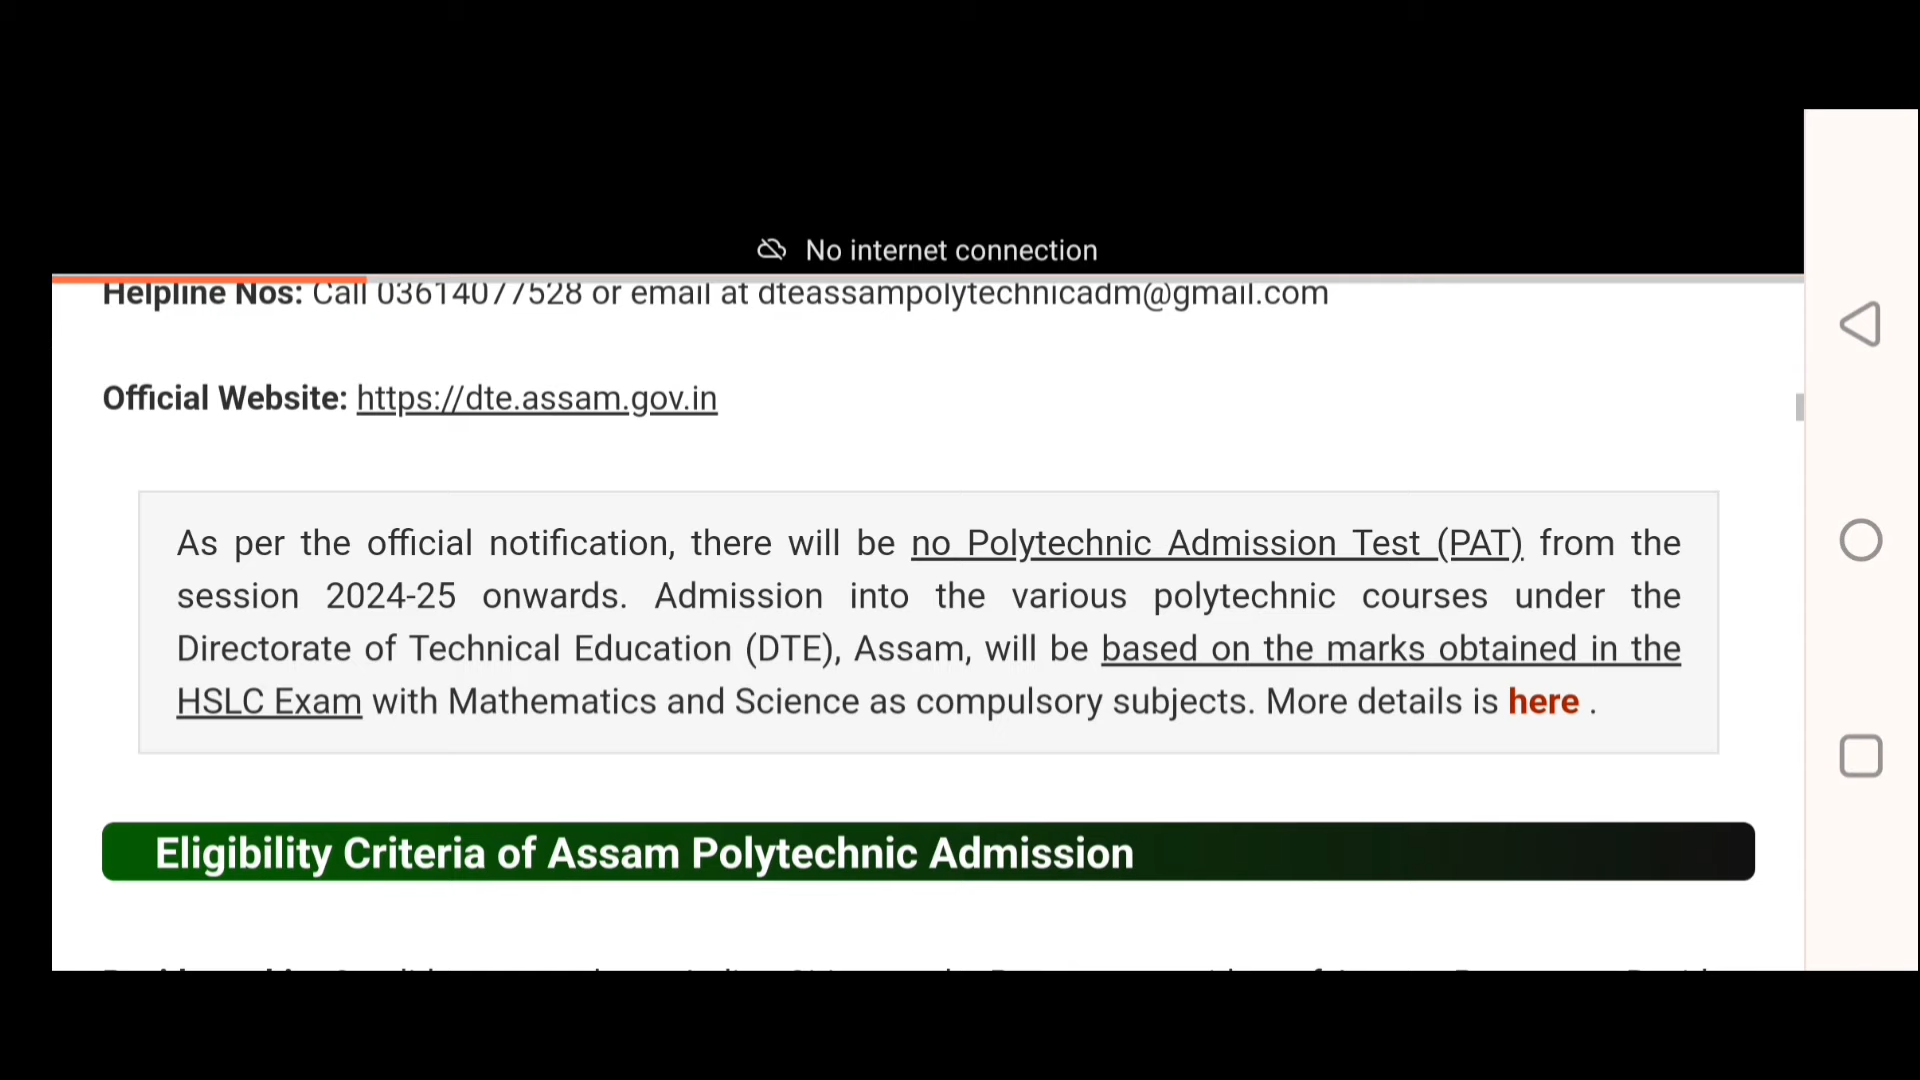 No internet connection
Helpline Nos: Call 03614077528 or email at dteassampolytechnicadm@gmail.com
Official Website: https://dte.assam.gov.in
As per the official notification, there will be no Polytechnic Admission Test (PAT) from the
session 2024-25 onwards. Admission into the various polytechnic courses under the
Directorate of Technical Education (DTE), Assam, will be based on the marks obtained in the
HSLC Exam with Mathematics and Science as compulsory subjects. More details is here .
Eligibility Criteria of Assam Polytechnic Admission